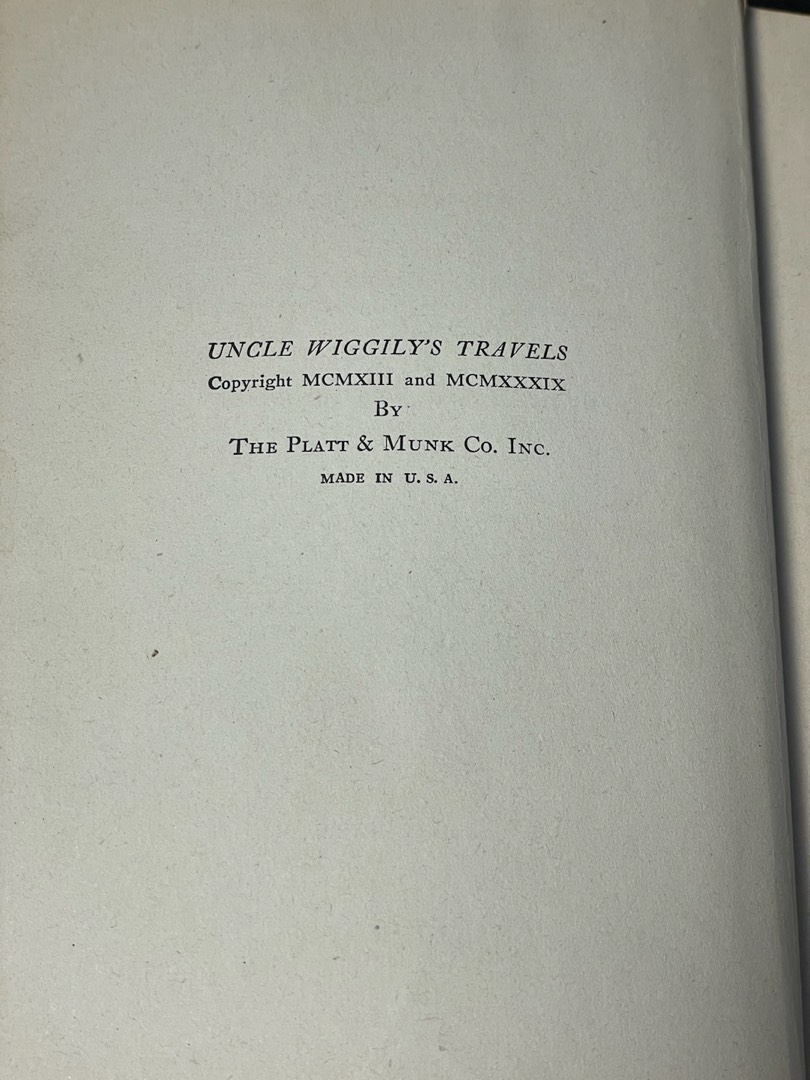 UNCLE WIGGILY'S TRAVELS
Copyright MCMXIII and MCMXXXIX
By
The Platt & Munk Co. Inc.
MADE IN U. S. A.